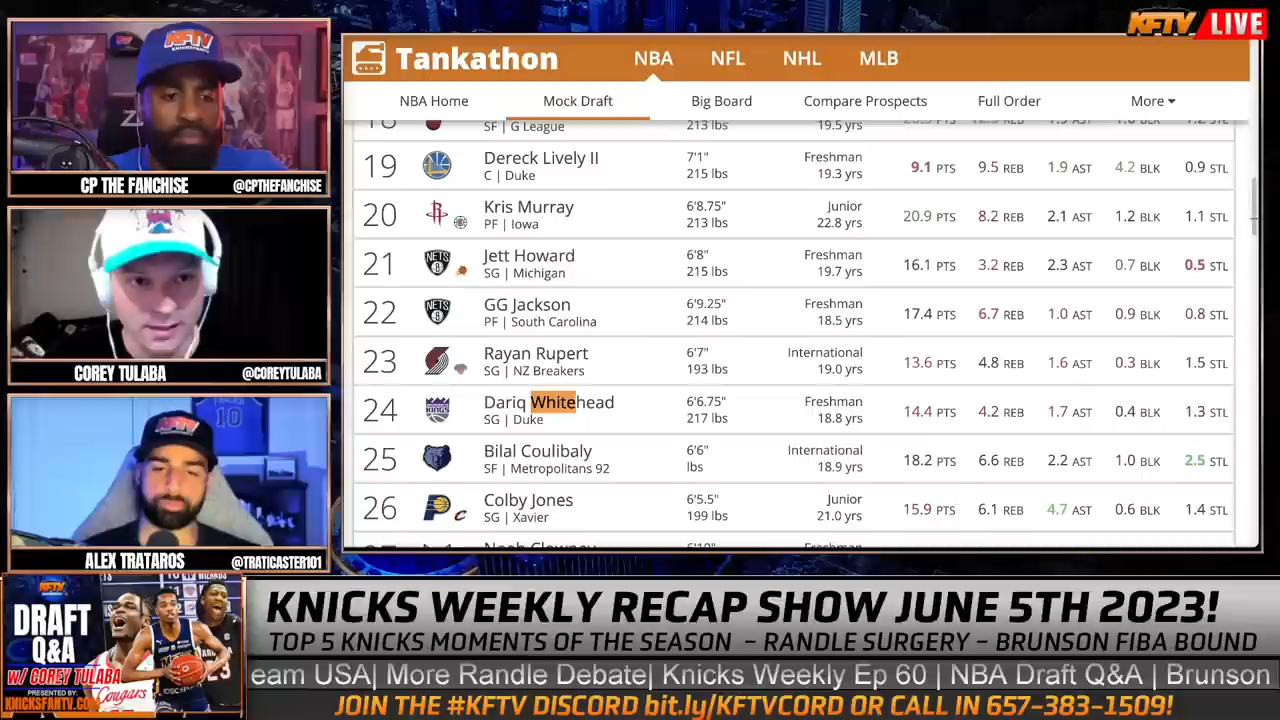 KFTV LIVE
KFTV
CP THE FANCHISE @CPTHEFANCHISE
COREY TULABA @COREYTULABA
10
KFTV
ALEX TRATAROS @TRATICASTER101
Tankathon NBA NFL NHL MLB
NBA Home Mock Draft Big Board Compare Prospects Full Order More
SF | G League 213 lbs 19.5 yrs
19 Dereck Lively II 7'1" Freshman 9.1 PTS 9.5 REB 1.9 AST 4.2 BLK 0.9 STL
C | Duke 215 lbs 19.3 yrs
20 Kris Murray 6'8.75" Junior 20.9 PTS 8.2 REB 2.1 AST 1.2 BLK 1.1 STL
PF | Iowa 213 lbs 22.8 yrs
21 NETS Jett Howard 6'8" Freshman 16.1 PTS 3.2 REB 2.3 AST 0.7 BLK 0.5 STL
SG | Michigan 215 lbs 19.7 yrs
22 NETS GG Jackson 6'9.25" Freshman 17.4 PTS 6.7 REB 1.0 AST 0.9 BLK 0.8 STL
PF | South Carolina 214 lbs 18.5 yrs
23 Rayan Rupert 6'7" International 13.6 PTS 4.8 REB 1.6 AST 0.3 BLK 1.5 STL
SG | NZ Breakers 193 lbs 19.0 yrs
24 KINGS Dariq Whitehead 6'6.75" Freshman 14.4 PTS 4.2 REB 1.7 AST 0.4 BLK 1.3 STL
SG | Duke 217 lbs 18.8 yrs
25 Bilal Coulibaly 6'6" International 18.2 PTS 6.6 REB 2.2 AST 1.0 BLK 2.5 STL
SF | Metropolitans 92 lbs 18.9 yrs
26 Colby Jones 6'5.5" Junior 15.9 PTS 6.1 REB 4.7 AST 0.6 BLK 1.4 STL
SG | Xavier 199 lbs 21.0 yrs
KFTV
DRAFT
Q&A
W/ COREY TULABA
PRESENTED BY:
KNICKSFANTV.CO
Cougars
KNICKS WEEKLY RECAP SHOW JUNE 5TH 2023!
TOP 5 KNICKS MOMENTS OF THE SEASON - RANDLE SURGERY - BRUNSON FIBA BOUND
eam USA| More Randle Debate| Knicks Weekly Ep 60 | NBA Draft Q&A | Brunson
JOIN THE #KFTV DISCORD bit.ly/KFTVCORD OR CALL IN 657-383-1509!